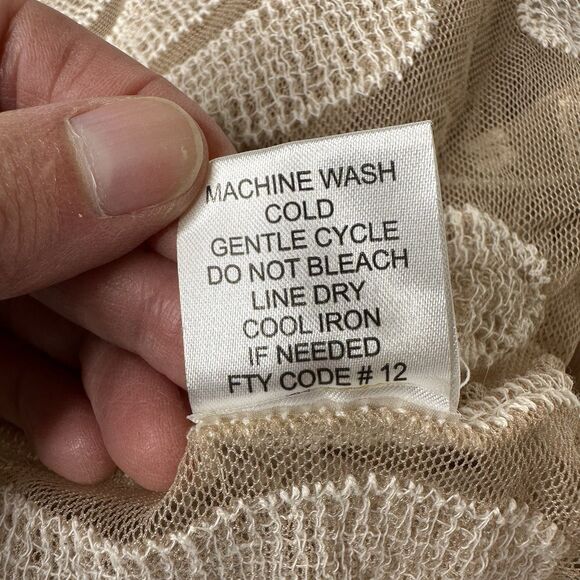 MACHINE WASH
COLD
GENTLE CYCLE
DO NOT BLEACH
LINE DRY
COOL IRON
IF NEEDED
FTY CODE # 12